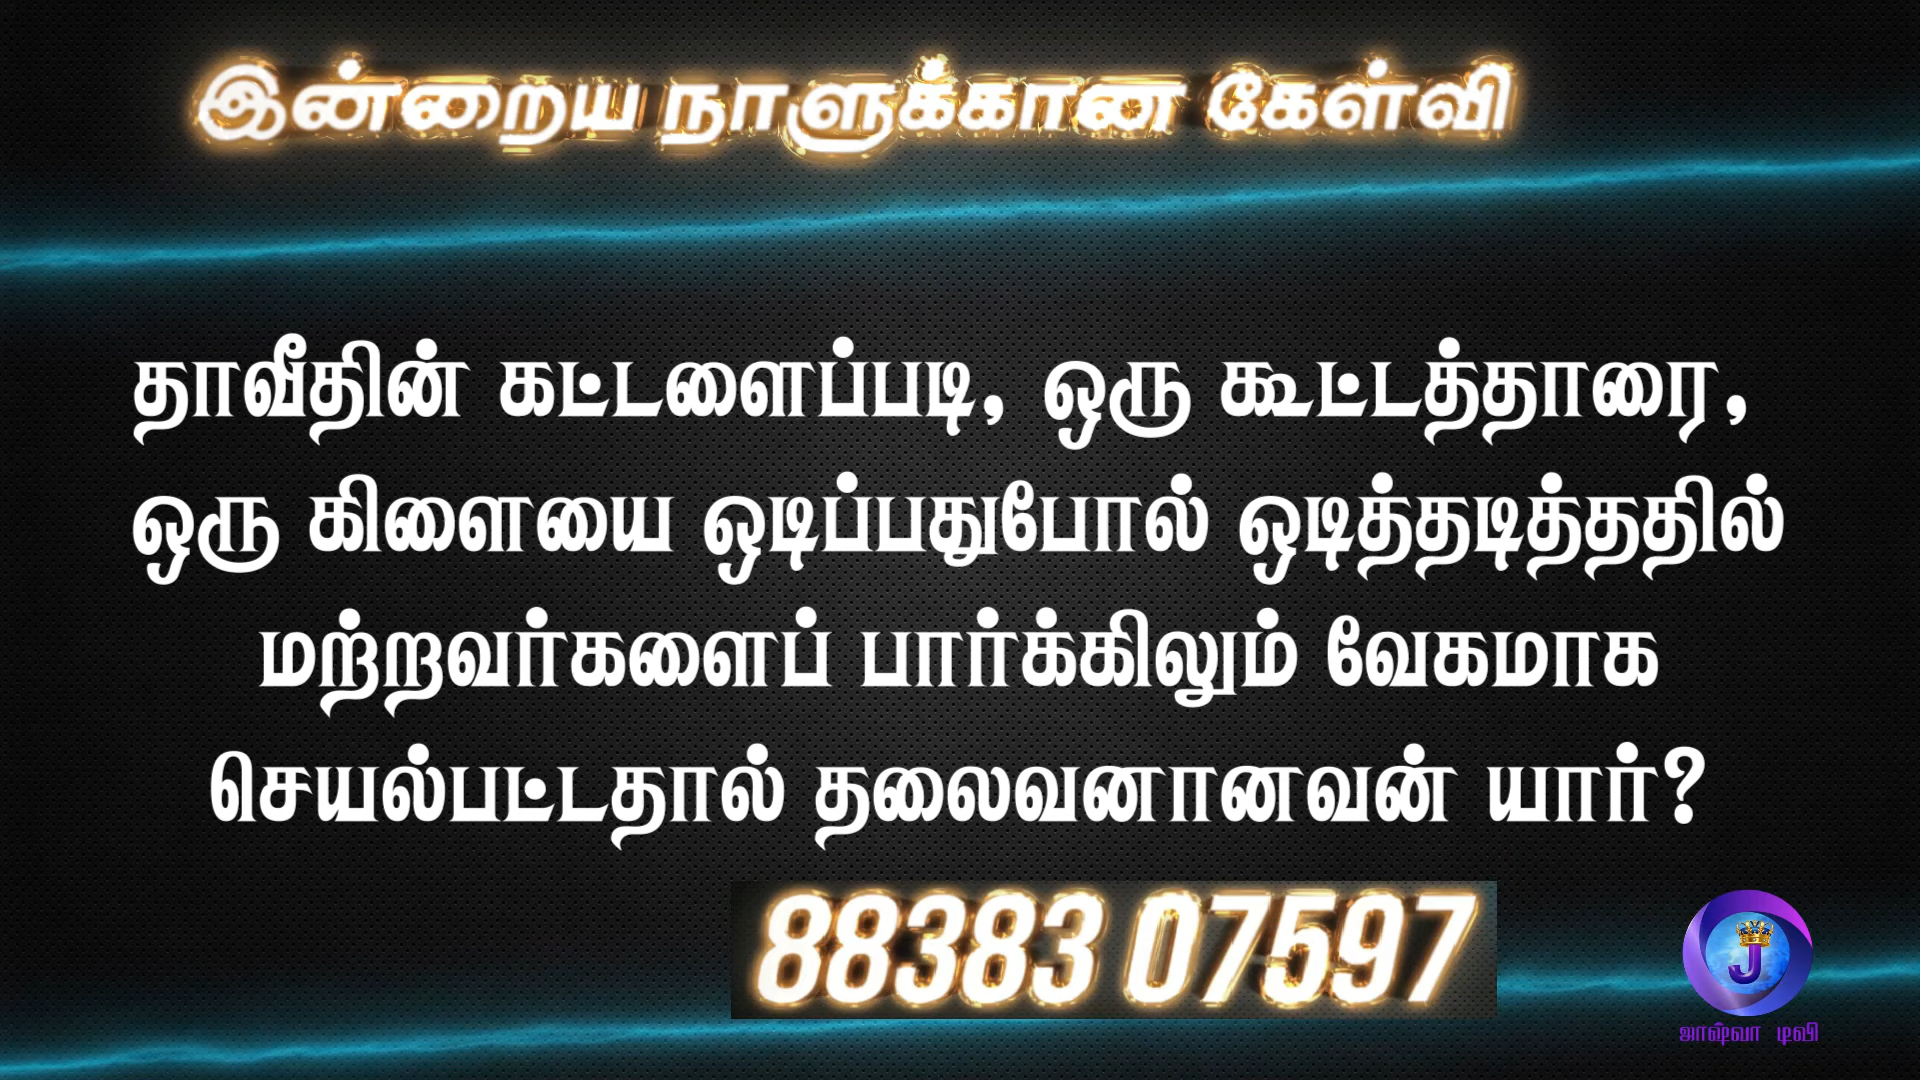 இன்றைய நாளுக்கான கேள்வி
தாவீதின் கட்டளைப்படி, ஒரு கூட்டத்தாரை,
ஒரு கிளையை ஒடிப்பதுபோல் ஒடித்தடித்ததில்
மற்றவர்களைப் பார்க்கிலும் வேகமாக
செயல்பட்டதால் தலைவனானவன் யார்?
88383 07597
J
ஜாஷ்வா டிவி